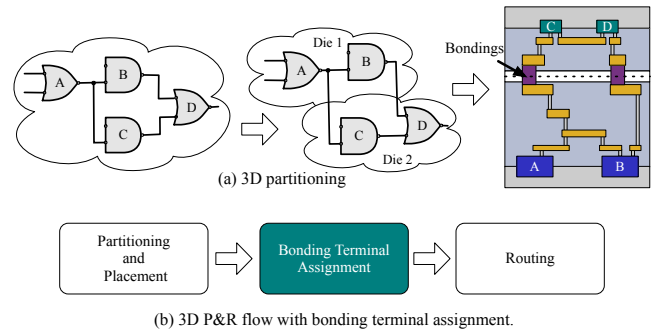 Die 1
A
B
C
D
A
B
C
D
Die 2
Bondings
C
D
A
B
(a) 3D partitioning
Partitioning
and
Placement
Bonding Terminal
Assignment
Routing
(b) 3D P&R flow with bonding terminal assignment.